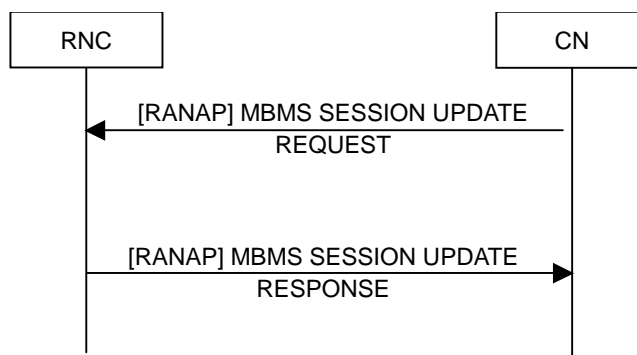 RNC
CN
[RANAP] MBMS SESSION UPDATE
REQUEST
[RANAP] MBMS SESSION UPDATE
RESPONSE